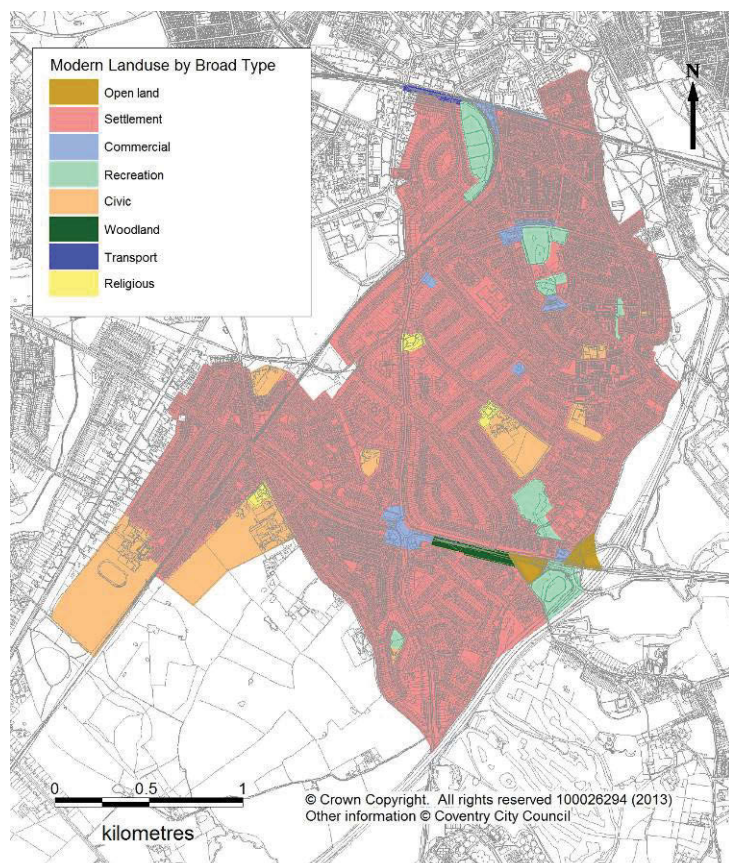 Modern Landuse by Broad Type
Open land
Settlement
Commercial
Recreation
Civic
Woodland
Transport
Religious
N
0 0.5 1
kilometres
© Crown Copyright. All rights reserved 100026294 (2013)
Other information © Coventry City Council